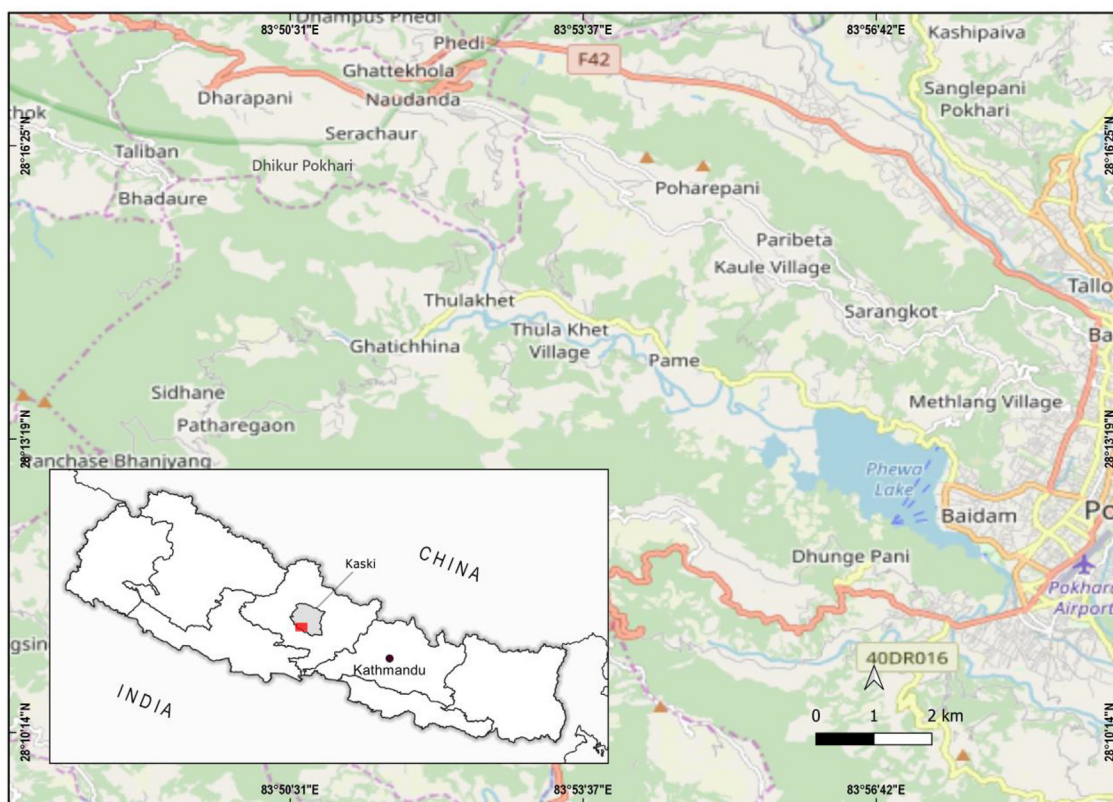 83°50'31"E
83°53'37"E
83°56'42"E
Dhampus Phedi
Kashipaiva
Phedi
F42
Ghattekhola
Sanglepani
Pokhari
Dharapani
Naudanda
Serachaur
28°16'25"N
28°16'25"N
Taliban
Dhikur Pokhari
Bhadaure
Poharepani
Paribeta
Kaule Village
Tallo
Thulakhet
Sarangkot
Thula Khet
Village
Ba
Ghatichhina
Pame
Sidhane
Methlang Village
Patharegaon
28°13'19"N
28°13'19"N
anchase Bhanjyang
Phewa
Lake
Baidam
Po
Dhunge Pani
Pokhara
Airport
CHINA
Kaski
Kathmandu
INDIA
40DR016
0 1 2 km
28°10'14"N
28°10'14"N
83°50'31"E
83°53'37"E
83°56'42"E